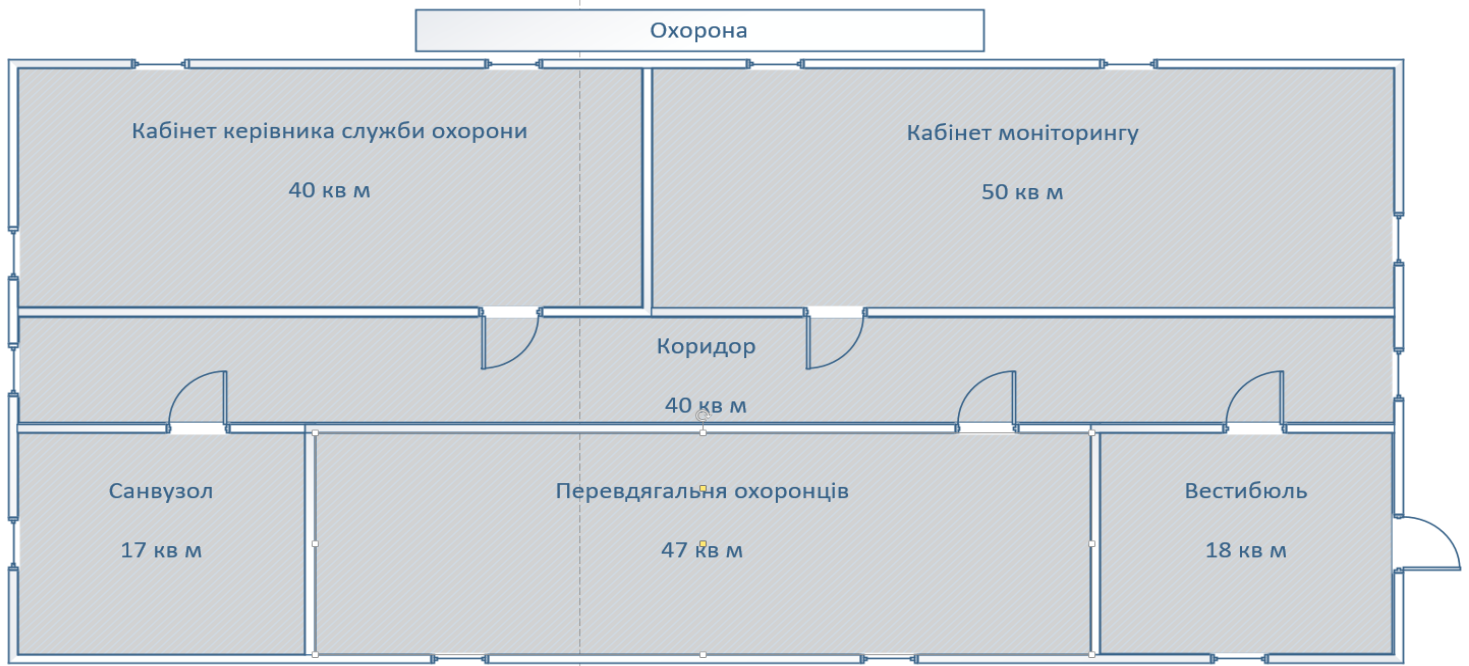 Охорона
Кабінет керівника служби охорони
40 кв м
Кабінет моніторингу
50 кв м
Коридор
40 кв м
Санвузол
17 кв м
Перевдягальня охоронців
47 кв м
Вестибюль
18 кв м